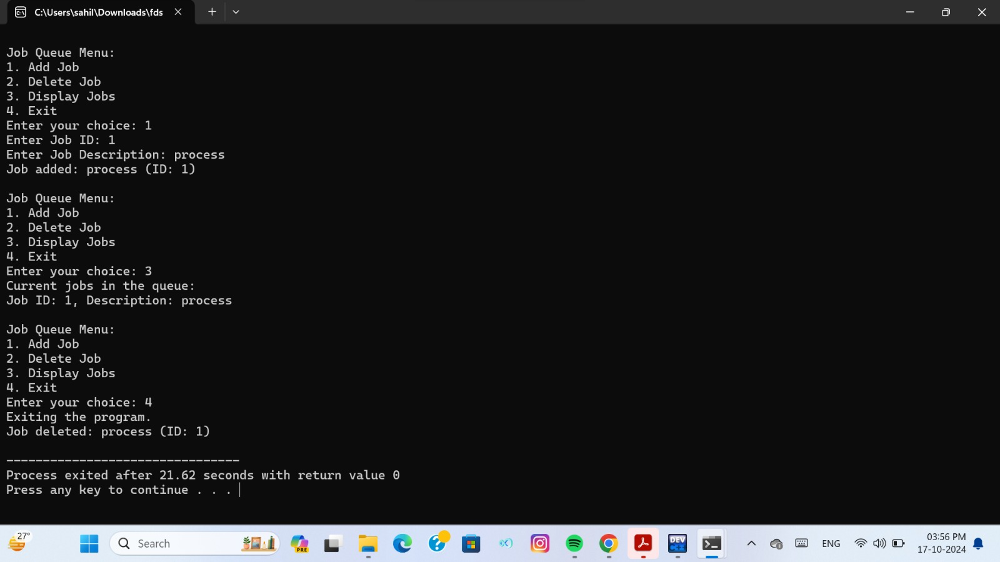 C:\Users\sahil\Downloads\fds
Job Queue Menu:
1. Add Job
2. Delete Job
3. Display Jobs
4. Exit
Enter your choice: 1
Enter Job ID: 1
Enter Job Description: process
Job added: process (ID: 1)
Job Queue Menu:
1. Add Job
2. Delete Job
3. Display Jobs
4. Exit
Enter your choice: 3
Current jobs in the queue:
Job ID: 1, Description: process
Job Queue Menu:
1. Add Job
2. Delete Job
3. Display Jobs
4. Exit
Enter your choice: 4
Exiting the program.
Job deleted: process (ID: 1)
--------------------------------
Process exited after 21.62 seconds with return value 0
Press any key to continue . . .
27°
Search
PRE
DEV
C++
ENG
03:56 PM
17-10-2024